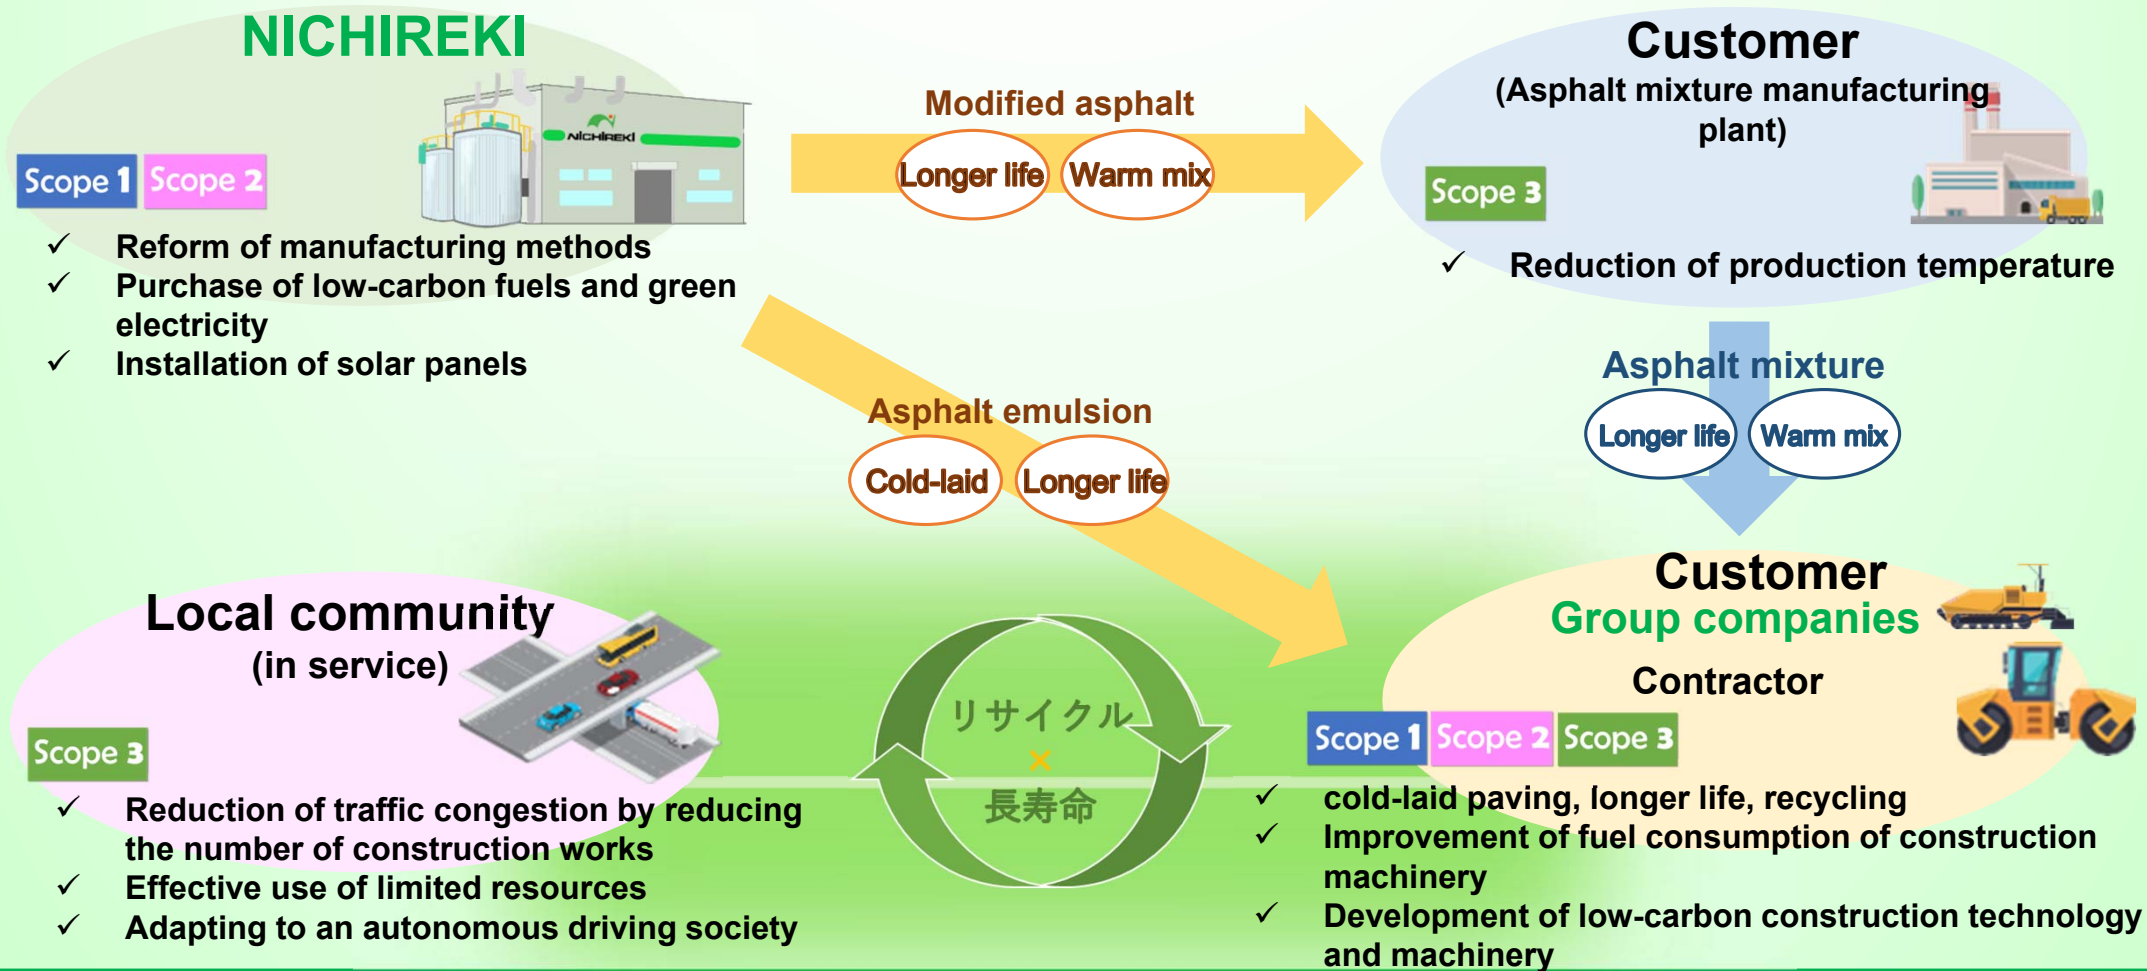 NICHIREKI
NICHIREKI
Scope 1 Scope 2
✓ Reform of manufacturing methods
✓ Purchase of low-carbon fuels and green
electricity
✓ Installation of solar panels
Modified asphalt
Longer life Warm mix
Customer
(Asphalt mixture manufacturing
plant)
Scope 3
✓ Reduction of production temperature
Asphalt mixture
Longer life Warm mix
Asphalt emulsion
Cold-laid Longer life
Customer
Group companies
Contractor
Scope 1 Scope 2 Scope 3
✓ cold-laid paving, longer life, recycling
✓ Improvement of fuel consumption of construction
machinery
✓ Development of low-carbon construction technology
and machinery
リサイクル
×
長寿命
Local community
(in service)
Scope 3
✓ Reduction of traffic congestion by reducing
the number of construction works
✓ Effective use of limited resources
✓ Adapting to an autonomous driving society